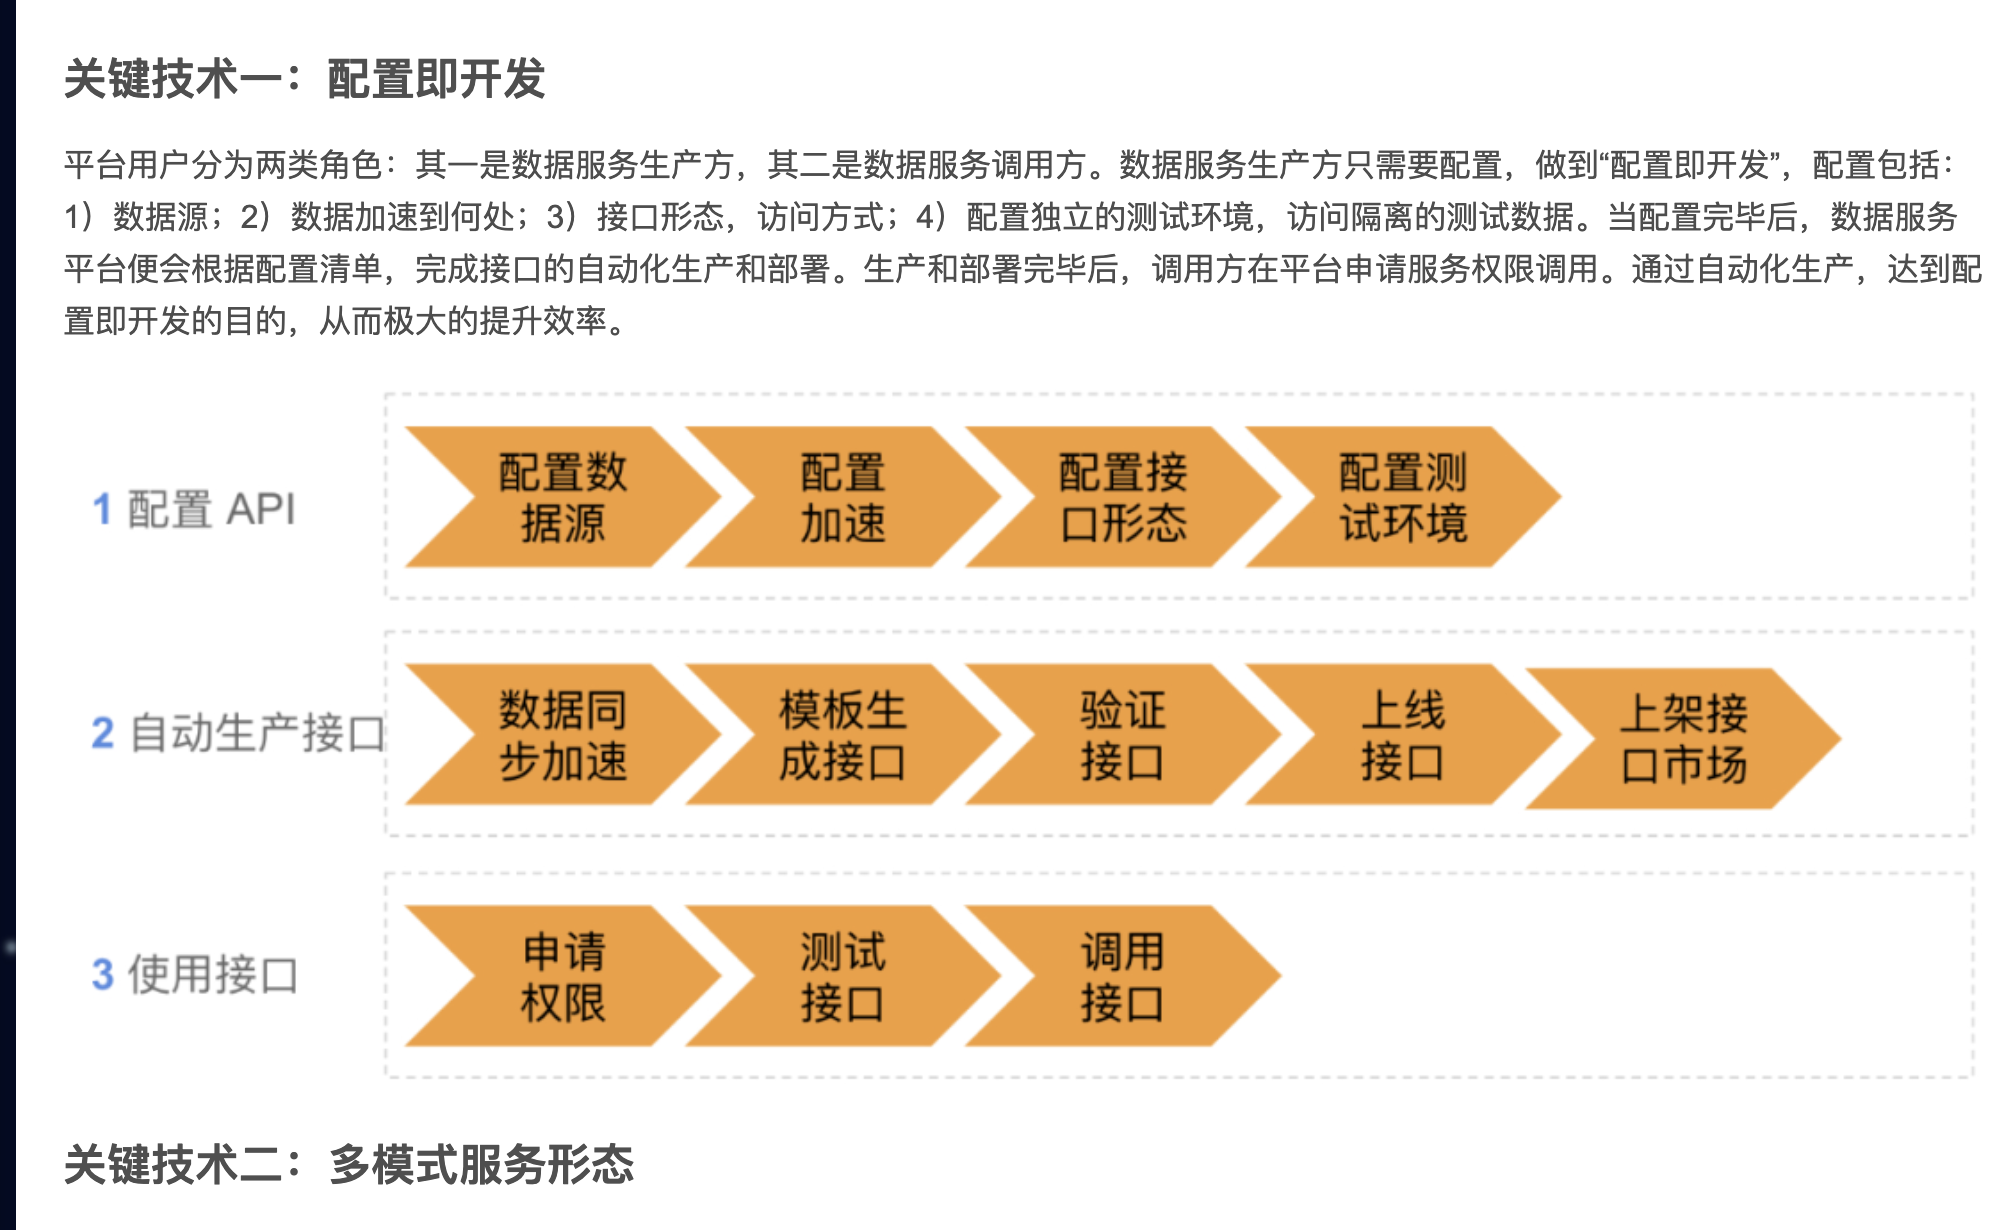 关键技术一：配置即开发
平台用户分为两类角色：其一是数据服务生产方，其二是数据服务调用方。数据服务生产方只需要配置，做到“配置即开发”，配置包括：
1）数据源；2）数据加速到何处；3）接口形态，访问方式；4）配置独立的测试环境，访问隔离的测试数据。当配置完毕后，数据服务
平台便会根据配置清单，完成接口的自动化生产和部署。生产和部署完毕后，调用方在平台申请服务权限调用。通过自动化生产，达到配
置即开发的目的，从而极大的提升效率。
1 配置 API
配置数
据源
配置
加速
配置接
口形态
配置测
试环境
2 自动生产接口
数据同
步加速
模板生
成接口
验证
接口
上线
接口
上架接
口市场
3 使用接口
申请
权限
测试
接口
调用
接口
关键技术二：多模式服务形态